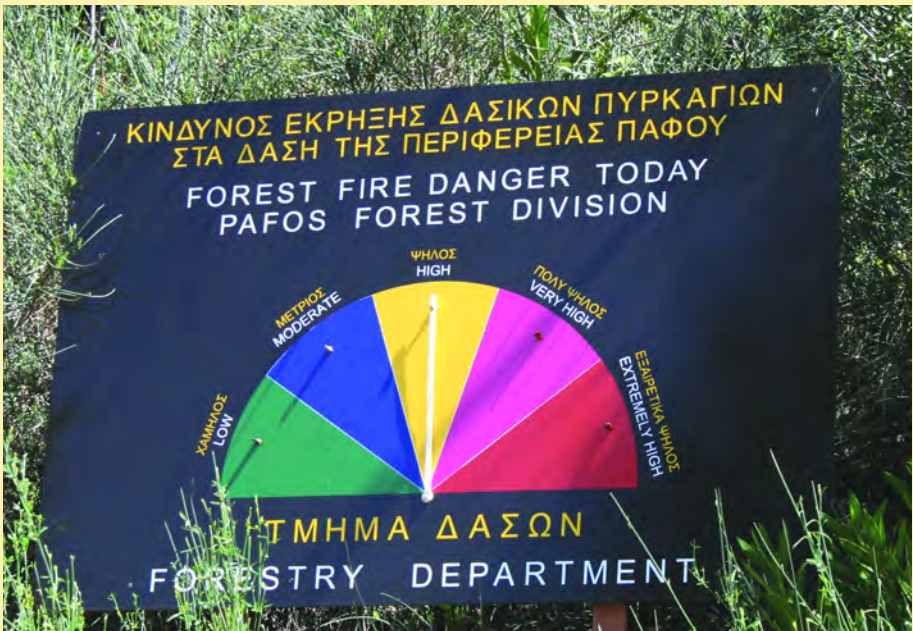 ΚΙΝΔΥΝΟΣ ΕΚΡΗΞΗΣ ΔΑΣΙΚΩΝ ΠΥΡΚΑΓΙΩΝ
ΣΤΑ ΔΑΣΗ ΤΗΣ ΠΕΡΙΦΕΡΕΙΑΣ ΠΑΦΟΥ
FOREST FIRE DANGER TODAY
PAFOS FOREST DIVISION
ΧΑΜΗΛΟΣ
LOW
ΜΕΤΡΙΟΣ
MODERATE
ΨΗΛΟΣ
HIGH
ΠΟΛΥ ΨΗΛΟΣ
VERY HIGH
ΕΞΑΙΡΕΤΙΚΑ ΨΗΛΟΣ
EXTREMELY HIGH
ΤΜΗΜΑ ΔΑΣΩΝ
FORESTRY DEPARTMENT